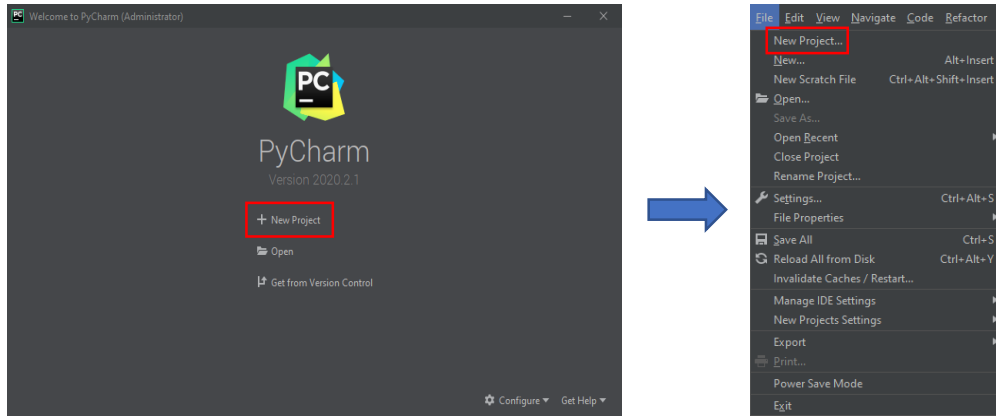 Welcome to PyCharm (Administrator)
PC
PyCharm
Version 2020.2.1
New Project
Open
Get from Version Control
Configure Get Help
File Edit View Navigate Code Refactor
New Project...
New... Alt+Insert
New Scratch File Ctrl+Alt+Shift+Insert
Open...
Save As...
Open Recent
Close Project
Rename Project...
Settings... Ctrl+Alt+S
File Properties
Save All Ctrl+S
Reload All from Disk Ctrl+Alt+Y
Invalidate Caches / Restart...
Manage IDE Settings
New Projects Settings
Export
Print...
Power Save Mode
Exit